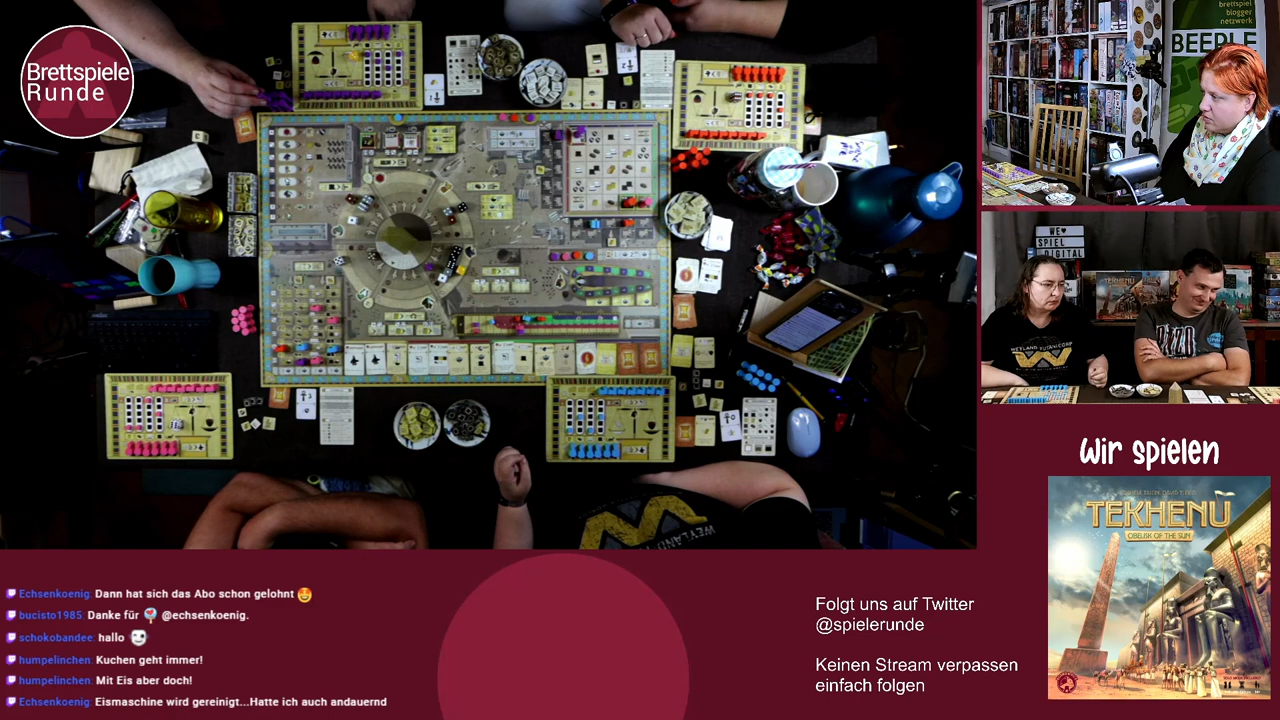 Brettspiele
Runde
brettspiel
blogger
netzwerk
BEEPLE
WE♥
SPIEL
DIGITAL
WEYLAND YUTANI CORP
Wir spielen
TEKHENU
OBELISK OF THE SUN
Echsenkoenig: Dann hat sich das Abo schon gelohnt 🤩
bucisto1985: Danke für @echsenkoenig.
schokobandee: hallo
humpelinchen: Kuchen geht immer!
humpelinchen: Mit Eis aber doch!
Echsenkoenig: Eismaschine wird gereinigt...Hatte ich auch andauernd
Folgt uns auf Twitter
@spielerunde
Keinen Stream verpassen
einfach folgen